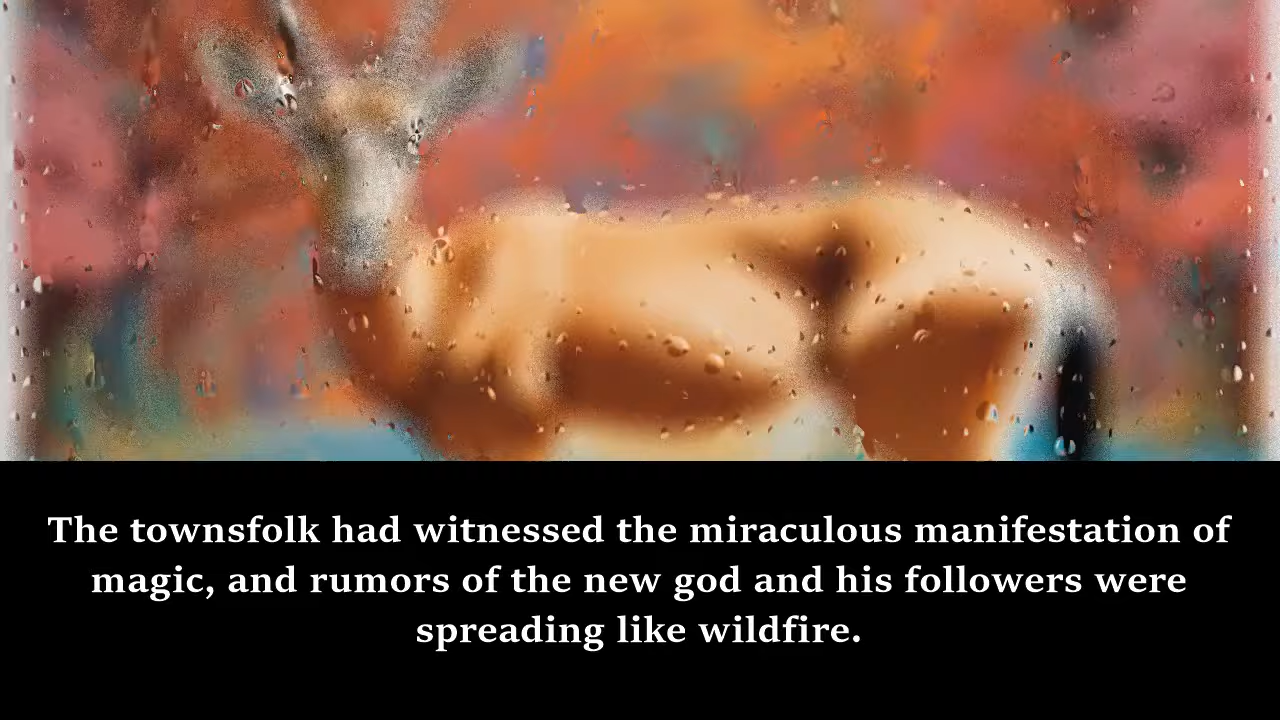 The townsfolk had witnessed the miraculous manifestation of
magic, and rumors of the new god and his followers were
spreading like wildfire.